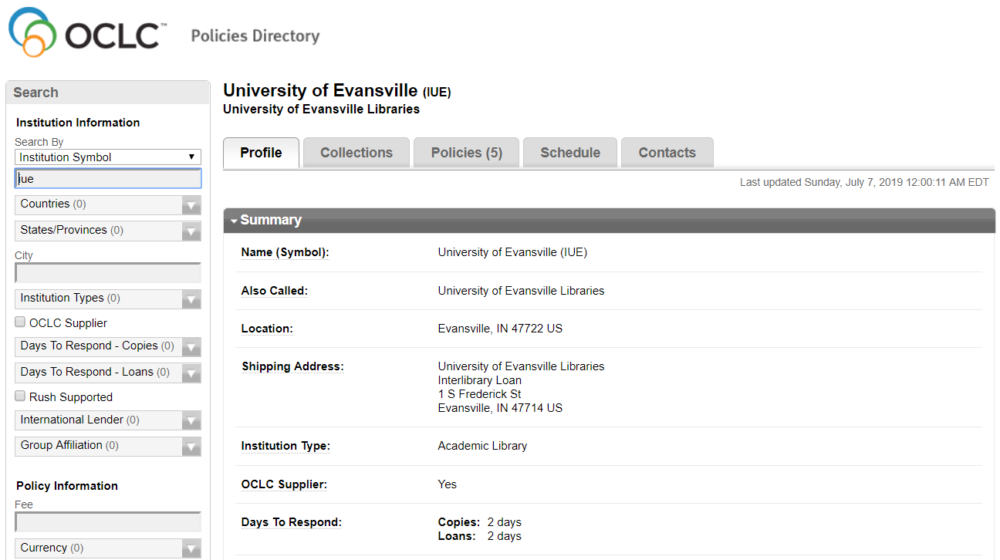 OCLC™ Policies Directory
Search
Institution Information
Search By
Institution Symbol
iue
Countries (0)
States/Provinces (0)
City
Institution Types (0)
OCLC Supplier
Days To Respond - Copies (0)
Days To Respond - Loans (0)
Rush Supported
International Lender (0)
Group Affiliation (0)
Policy Information
Fee
Currency (0)
University of Evansville (IUE)
University of Evansville Libraries
Profile Collections Policies (5) Schedule Contacts
Last updated Sunday, July 7, 2019 12:00:11 AM EDT
Summary
Name (Symbol): University of Evansville (IUE)
Also Called: University of Evansville Libraries
Location: Evansville, IN 47722 US
Shipping Address: University of Evansville Libraries
Interlibrary Loan
1 S Frederick St
Evansville, IN 47714 US
Institution Type: Academic Library
OCLC Supplier: Yes
Days To Respond: Copies: 2 days
Loans: 2 days